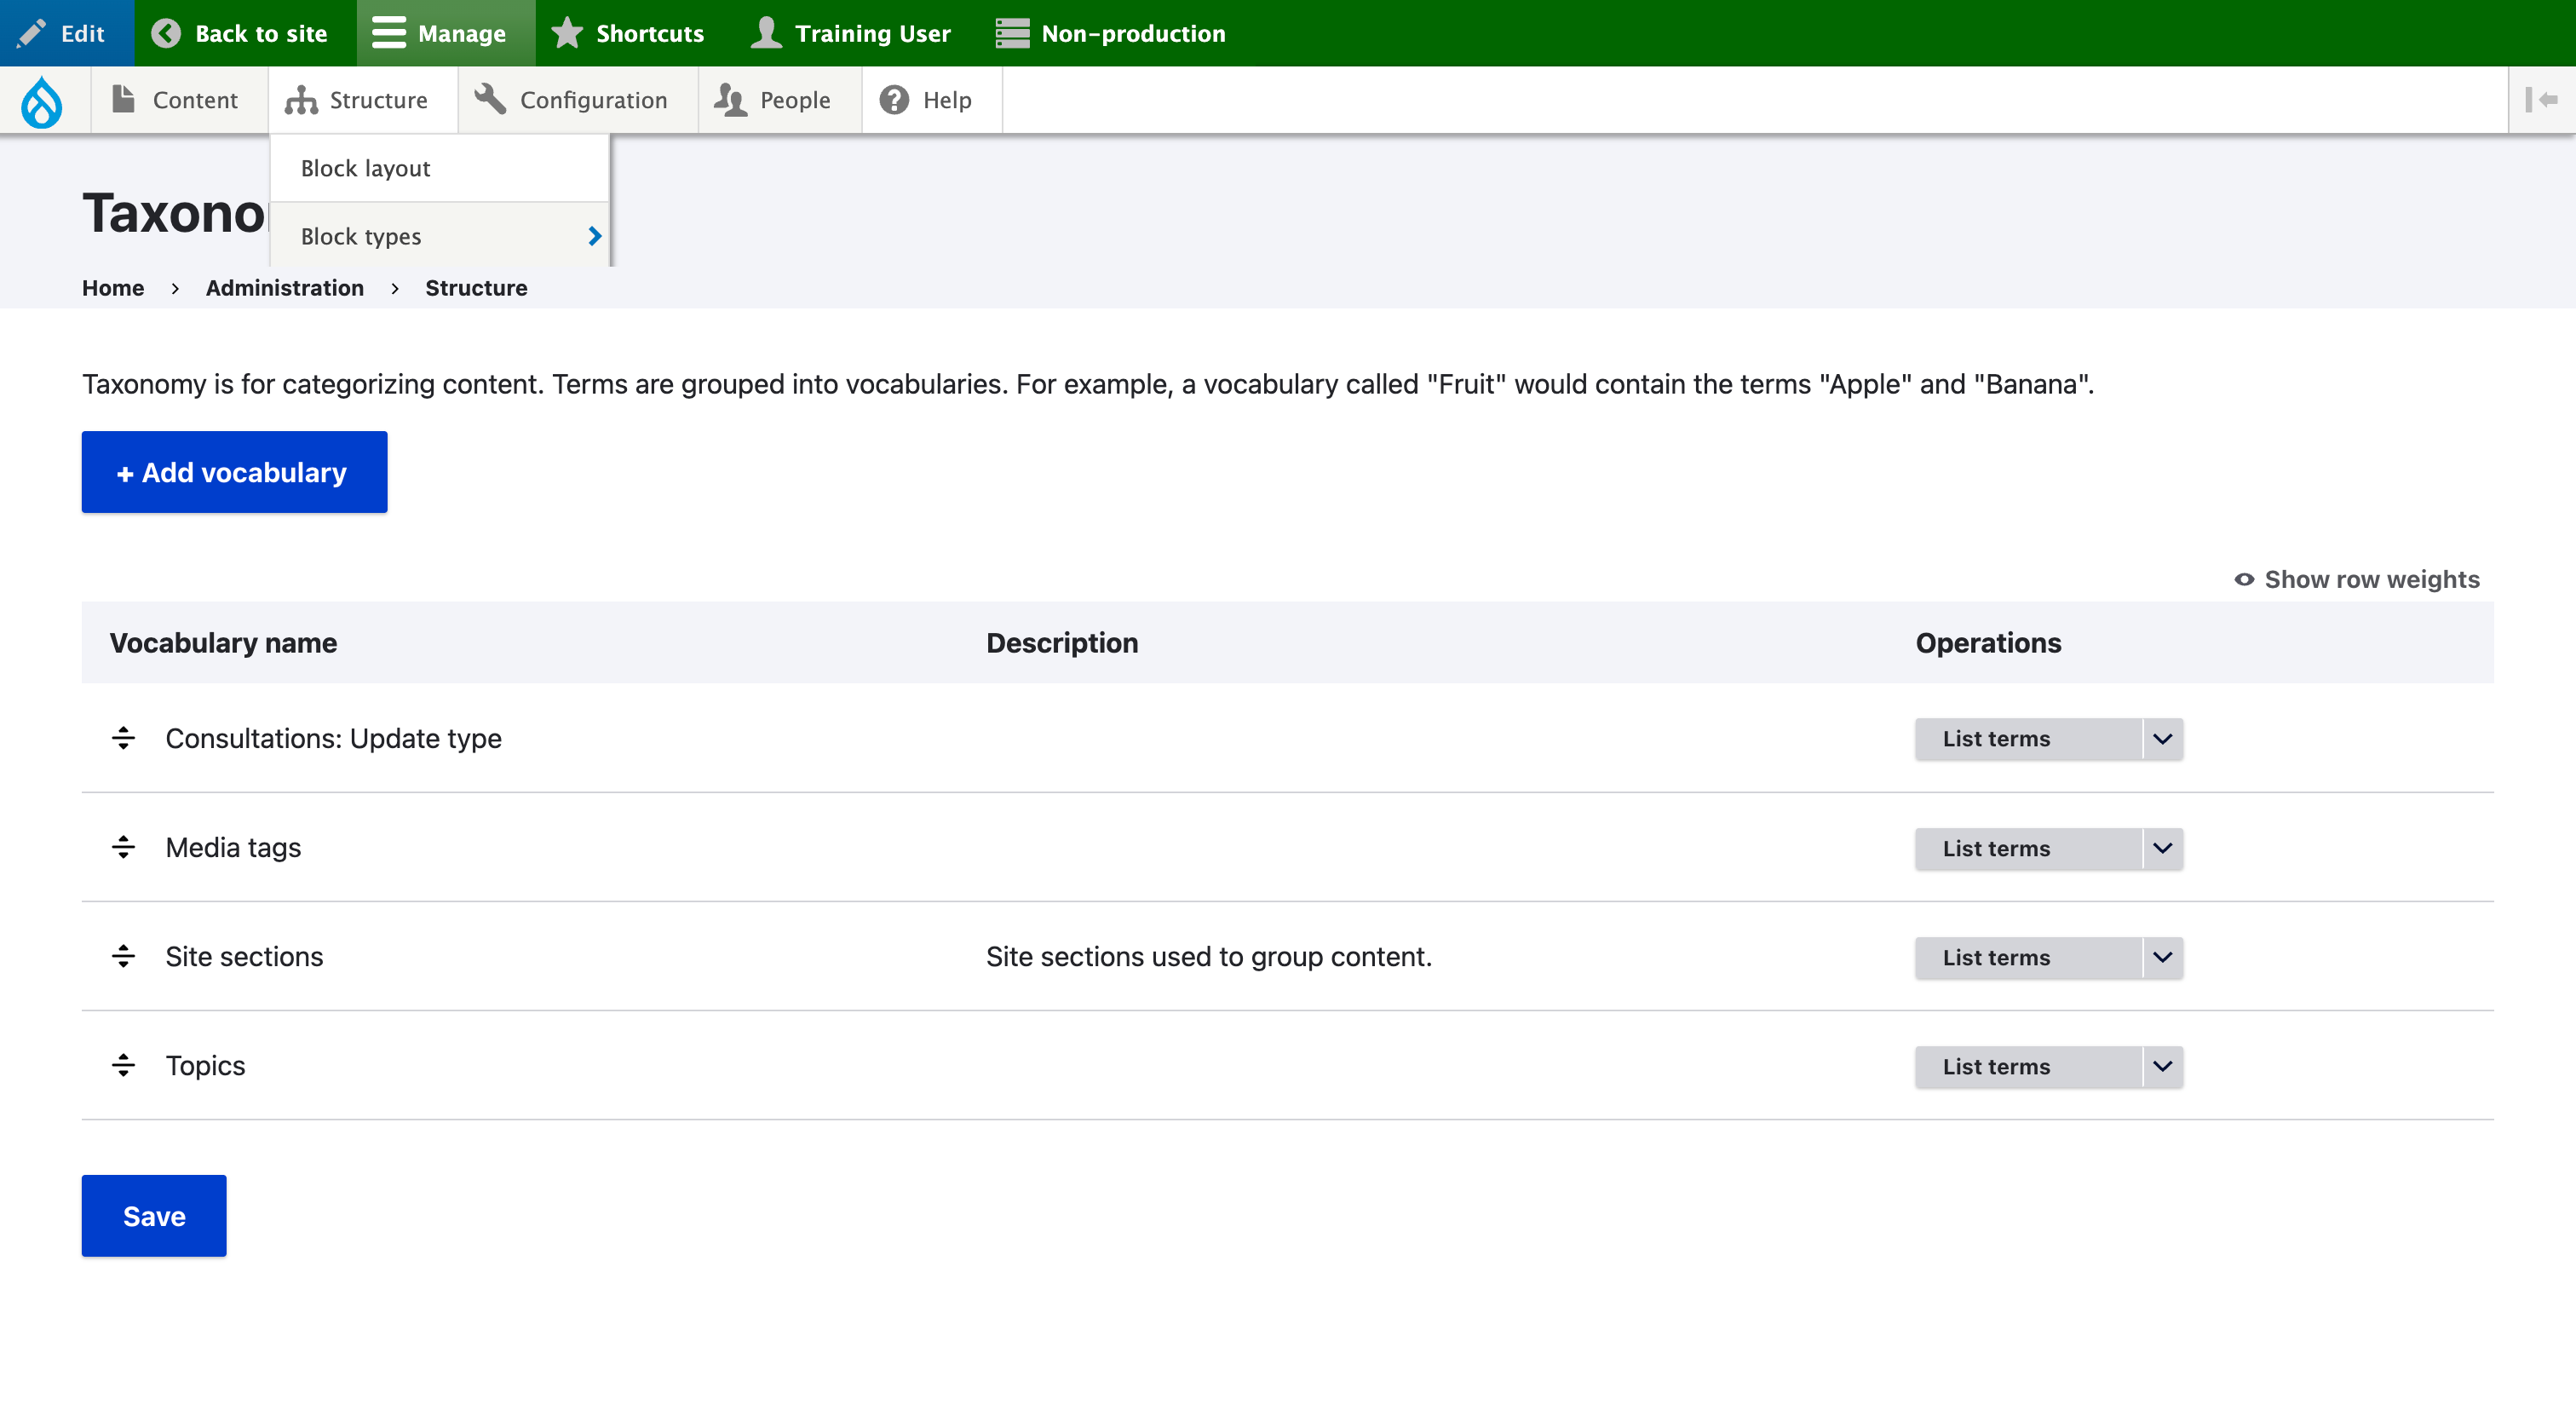 Edit Back to site Manage Shortcuts Training User Non-production
Content Structure Configuration People Help
Block layout
Taxono
Block types
Home › Administration › Structure
Taxonomy is for categorizing content. Terms are grouped into vocabularies. For example, a vocabulary called "Fruit" would contain the terms "Apple" and "Banana".
+ Add vocabulary
Show row weights
Vocabulary name Description Operations
Consultations: Update type List terms
Media tags List terms
Site sections Site sections used to group content. List terms
Topics List terms
Save